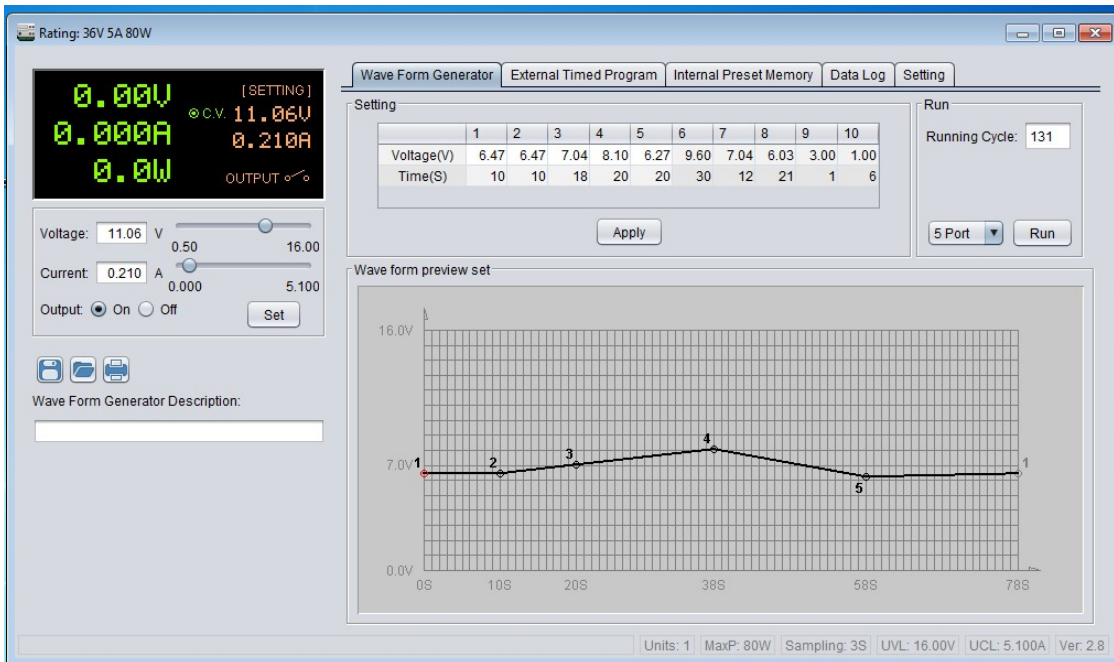 Rating: 36V 5A 80W
0.00V
[SETTING]
C.V. 11.06V
0.000A
0.210A
0.0W
OUTPUT
Voltage: 11.06 V
0.50 16.00
Current: 0.210 A
0.000 5.100
Output: On Off
Set
Wave Form Generator Description:
Wave Form Generator External Timed Program Internal Preset Memory Data Log Setting
Setting
1 2 3 4 5 6 7 8 9 10
Voltage(V) 6.47 6.47 7.04 8.10 6.27 9.60 7.04 6.03 3.00 1.00
Time(S) 10 10 18 20 20 30 12 21 1 6
Apply
Run
Running Cycle: 131
5 Port Run
Wave form preview set
16.0V
4
3
7.0V 1 2 1
5
0.0V
0S 10S 20S 38S 58S 78S
Units: 1 MaxP: 80W Sampling: 3S UVL: 16.00V UCL: 5.100A Ver: 2.8